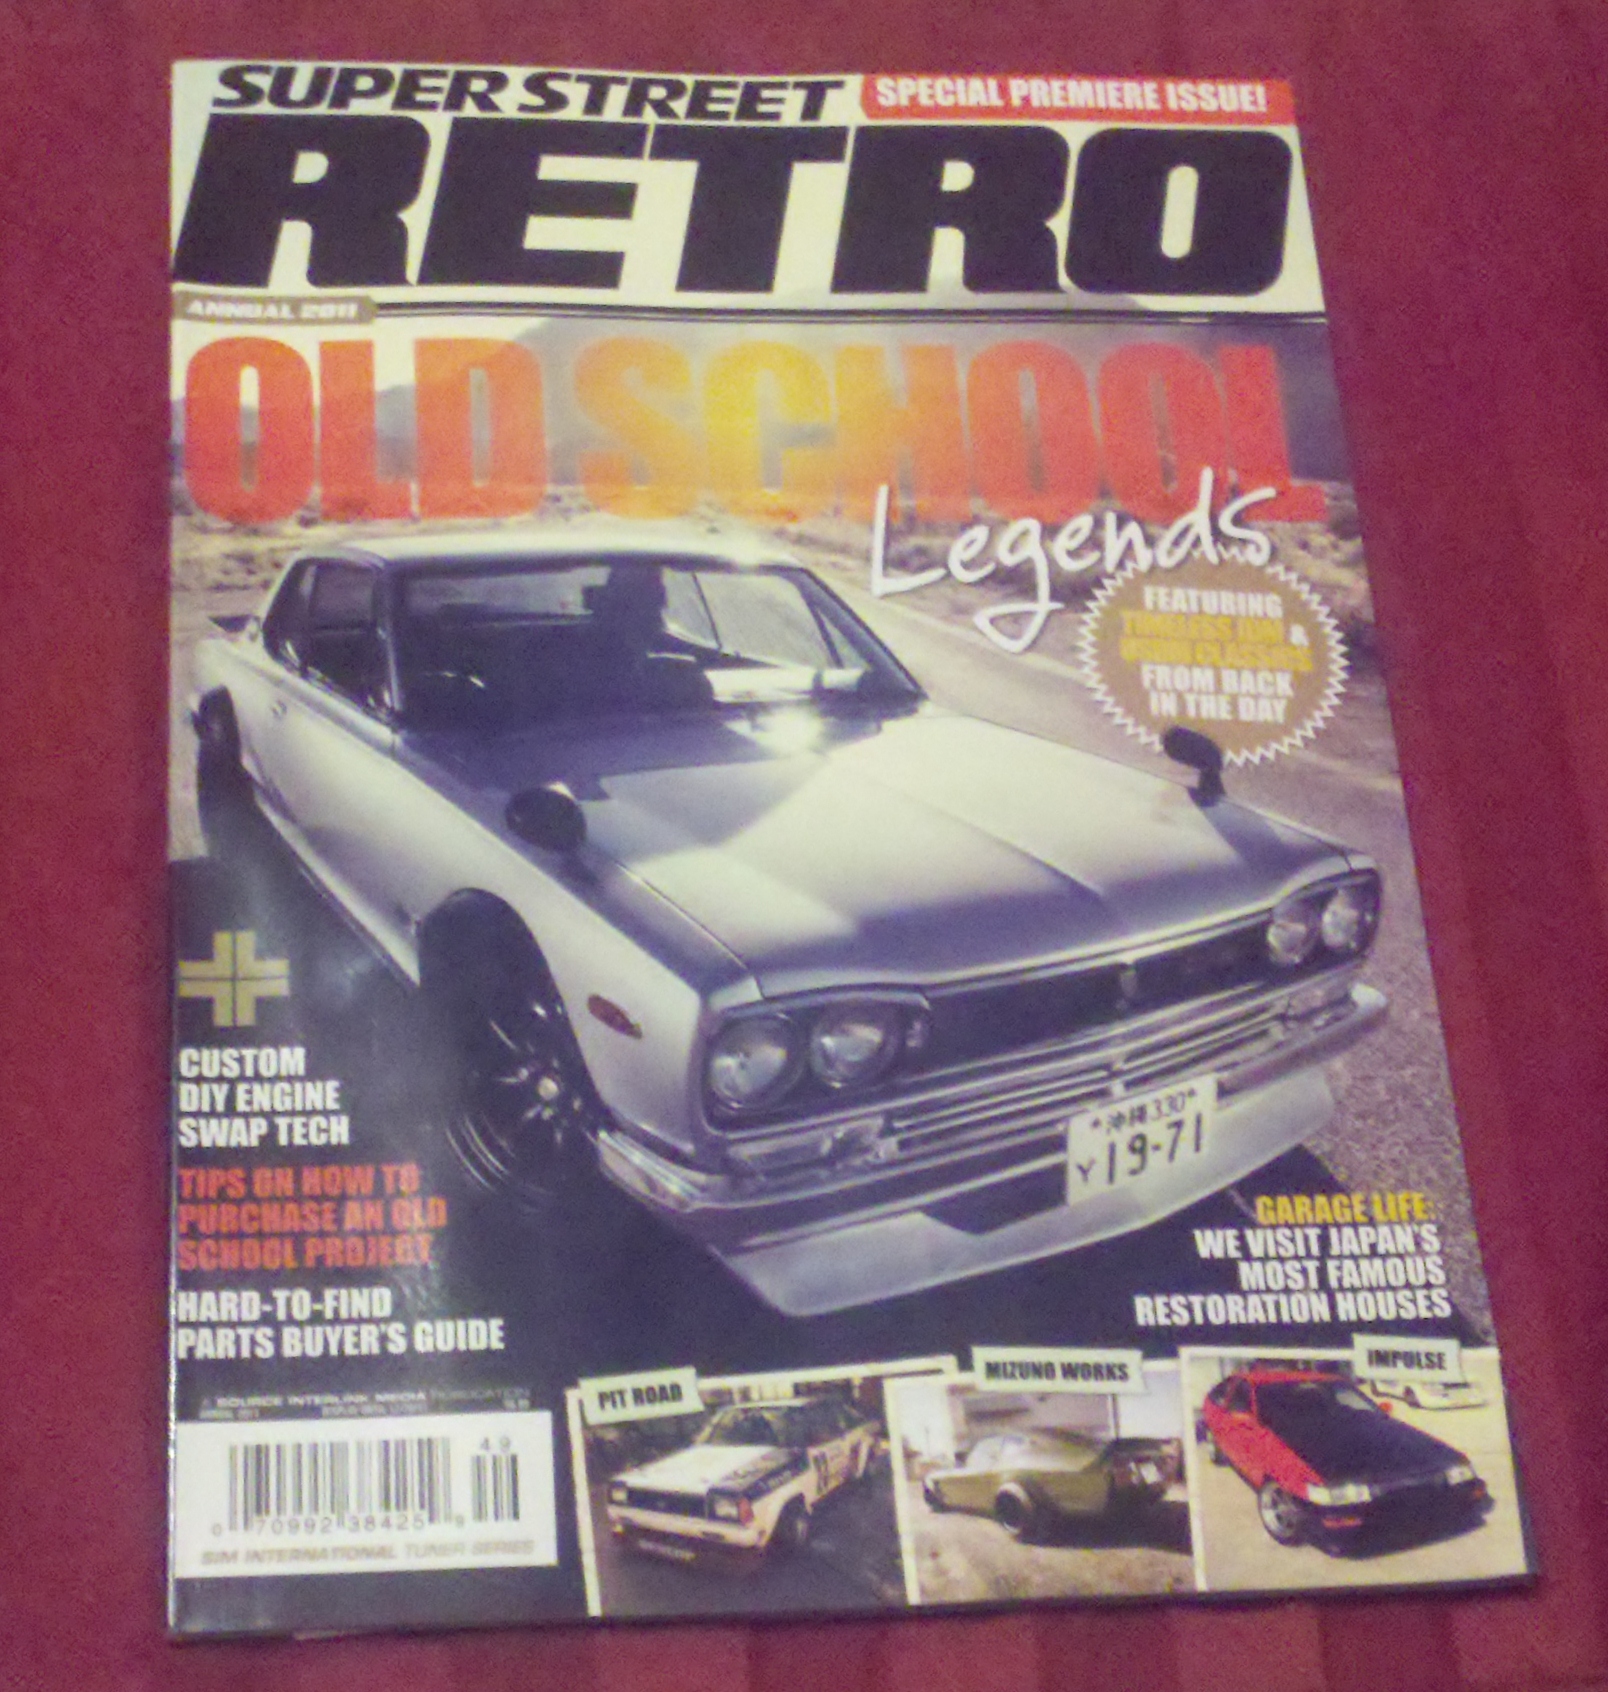 SUPER STREET
SPECIAL PREMIERE ISSUE!
RETRO
ANNUAL 2011
OLD SCHOOL
Legends
FEATURING
TIMELESS JDM &
USDM CLASSICS
FROM BACK
IN THE DAY
CUSTOM
DIY ENGINE
SWAP TECH
TIPS ON HOW TO
PURCHASE AN OLD
SCHOOL PROJECT
HARD-TO-FIND
PARTS BUYER'S GUIDE
沖縄330
Y 19-71
GARAGE LIFE:
WE VISIT JAPAN'S
MOST FAMOUS
RESTORATION HOUSES
A SOURCE INTERLINK MEDIA PUBLICATION
PIT ROAD
MIZUNO WORKS
IMPULSE
49
0 70992 38425 9
SIM INTERNATIONAL TUNER SERIES